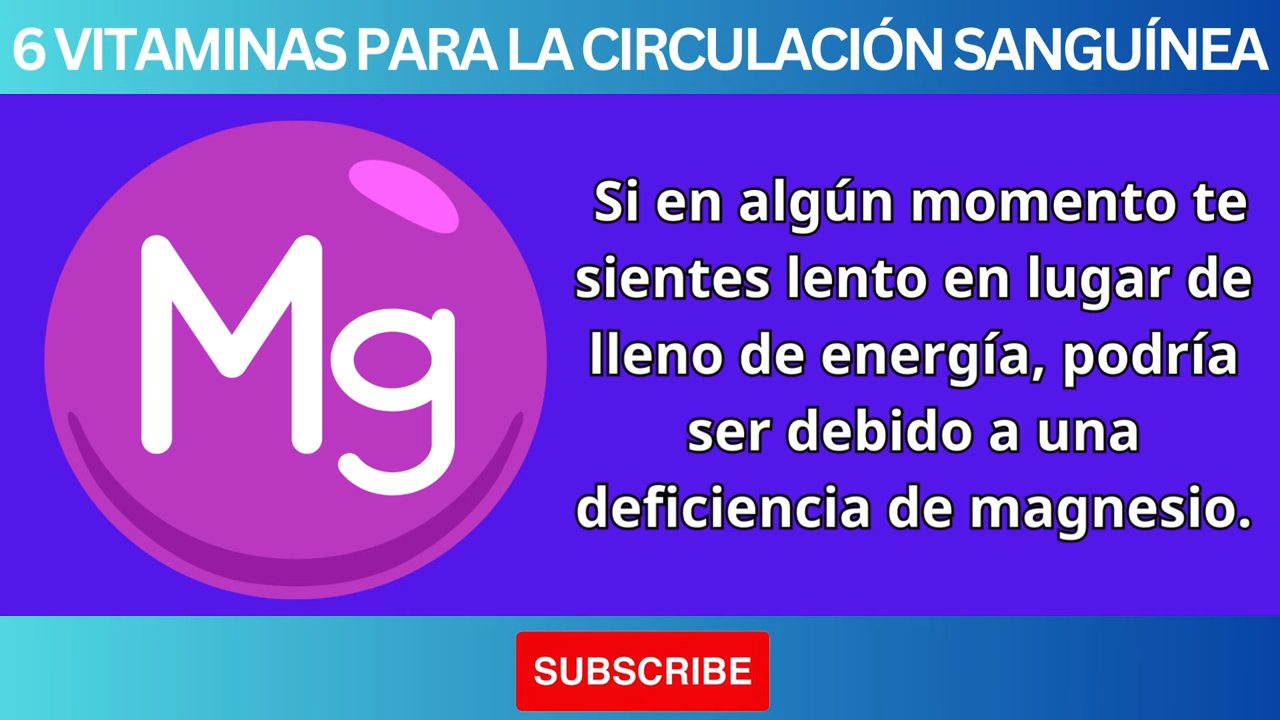 6 VITAMINAS PARA LA CIRCULACIÓN SANGUÍNEA
Mg
Si en algún momento te
sientes lento en lugar de
lleno de energía, podría
ser debido a una
deficiencia de magnesio.
SUBSCRIBE